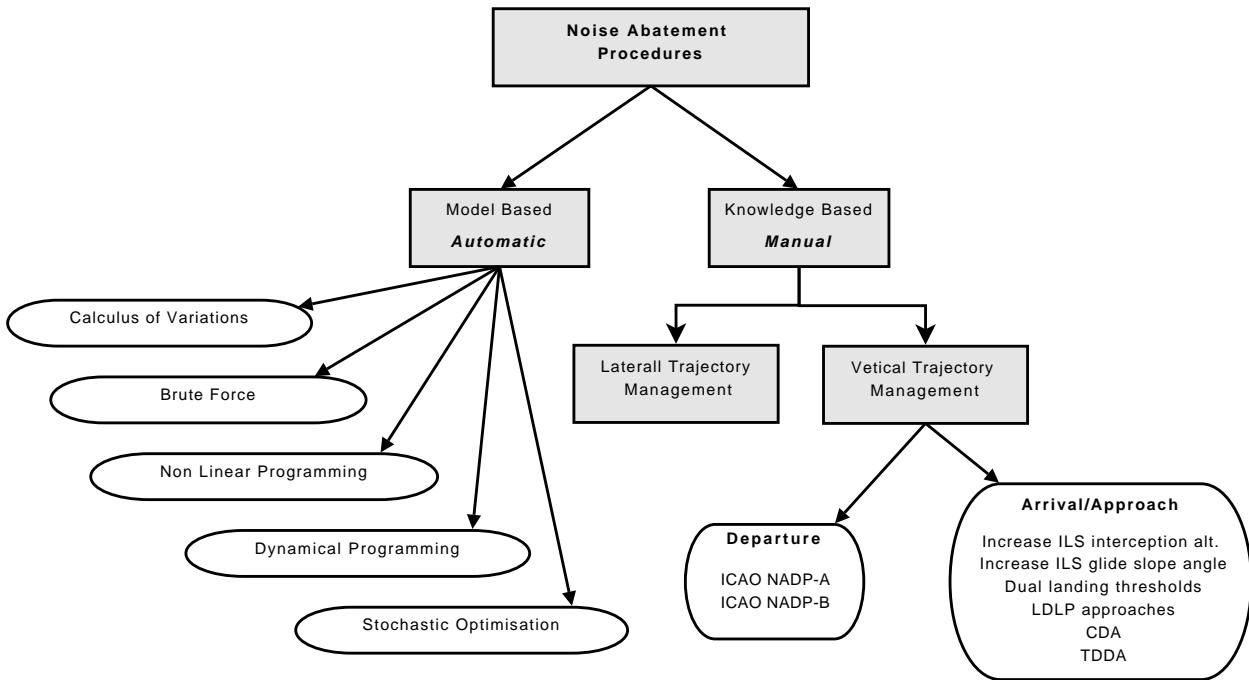 Noise Abatement
Procedures
Model Based
Automatic
Knowledge Based
Manual
Calculus of Variations
Brute Force
Non Linear Programming
Dynamical Programming
Stochastic Optimisation
Laterall Trajectory
Management
Vetical Trajectory
Management
Departure
ICAO NADP-A
ICAO NADP-B
Arrival/Approach
Increase ILS interception alt.
Increase ILS glide slope angle
Dual landing thresholds
LDLP approaches
CDA
TDDA